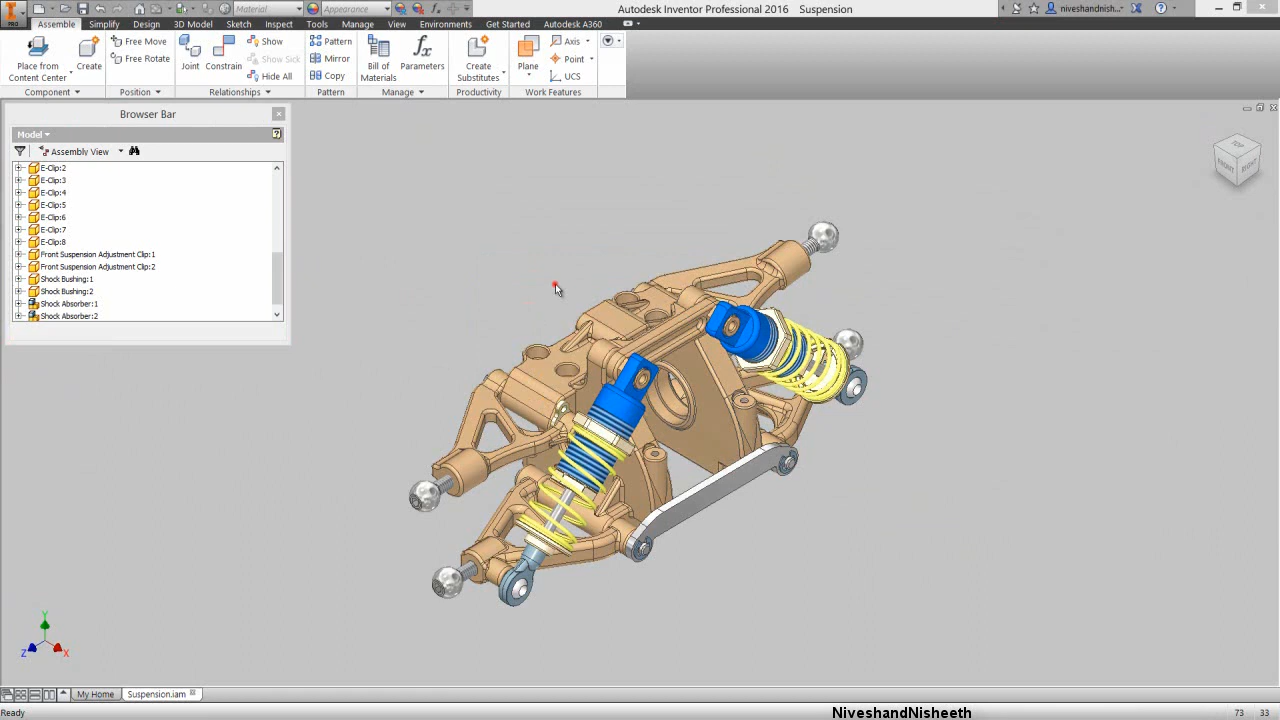 Autodesk Inventor Professional 2016 Suspension
niveshandnish...
PRO
Material
Appearance
Assemble Simplify Design 3D Model Sketch Inspect Tools Manage View Environments Get Started Autodesk A360
Place from Content Center
Create
Free Move
Free Rotate
Joint
Constrain
Show
Show Sick
Hide All
Pattern
Mirror
Copy
Bill of Materials
fx
Parameters
Create Substitutes
Plane
Axis
Point
UCS
Component Position Relationships Pattern Manage Productivity Work Features
Browser Bar
Model
Assembly View
E-Clip:2
E-Clip:3
E-Clip:4
E-Clip:5
E-Clip:6
E-Clip:7
E-Clip:8
Front Suspension Adjustment Clip:1
Front Suspension Adjustment Clip:2
Shock Bushing:1
Shock Bushing:2
Shock Absorber:1
Shock Absorber:2
TOP
FRONT
RIGHT
Y
Z
X
My Home Suspension.iam
Ready
NiveshandNisheeth
73 33